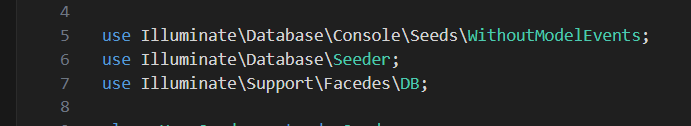 4
5 use Illuminate\Database\Console\Seeds\WithoutModelEvents;
6 use Illuminate\Database\Seeder;
7 use Illuminate\Support\Facedes\DB;
8